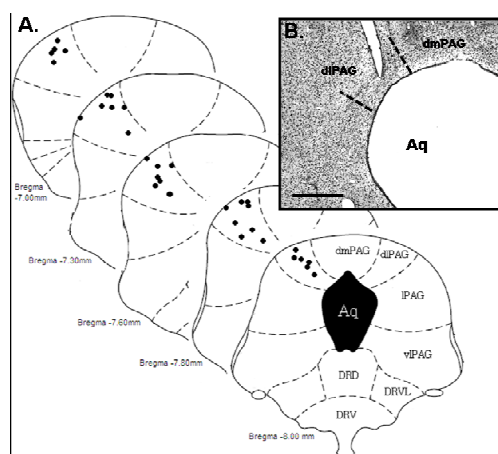 A.
B.
dmPAG
dlPAG
Aq
Bregma
-7.00mm
Bregma -7.30mm
Bregma -7.60mm
Bregma -7.80mm
Bregma -8.00 mm
dmPAG
dlPAG
lPAG
Aq
vlPAG
DRD
DRVL
DRV